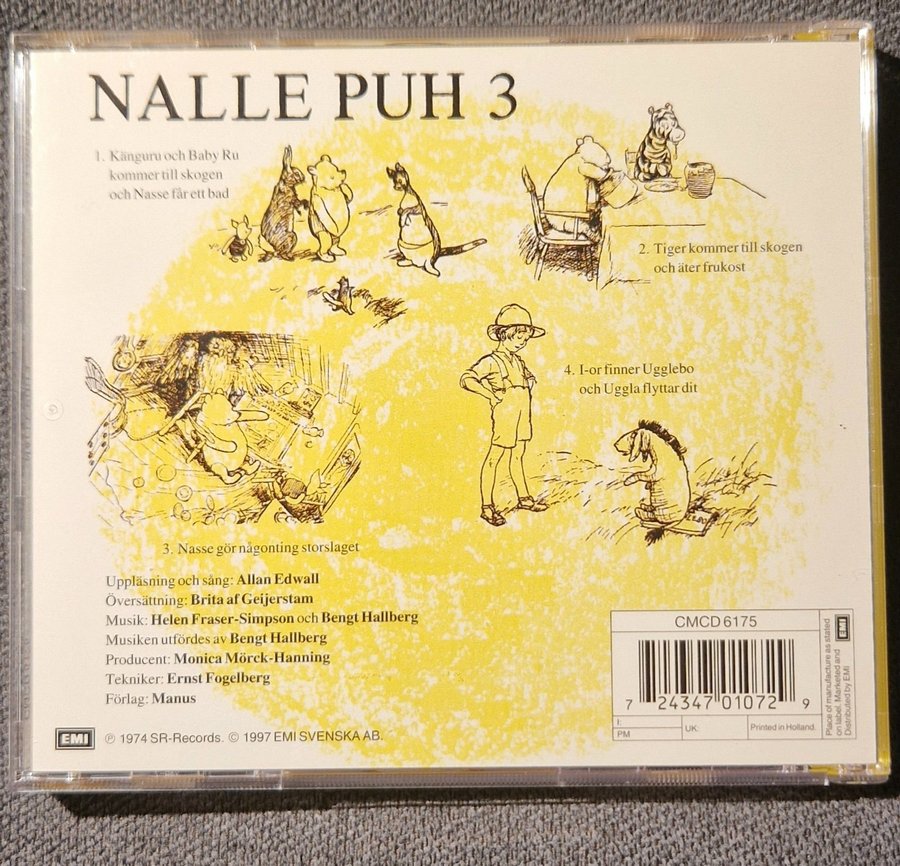 NALLE PUH 3
1. Känguru och Baby Ru
kommer till skogen
och Nasse får ett bad
2. Tiger kommer till skogen
och äter frukost
4. I-or finner Ugglebo
och Uggla flyttar dit
3. Nasse gör någonting storslaget
Uppläsning och sång: Allan Edwall
Översättning: Brita af Geijerstam
Musik: Helen Fraser-Simpson och Bengt Hallberg
Musiken utfördes av Bengt Hallberg
Producent: Monica Mörck-Hanning
Tekniker: Ernst Fogelberg
Förlag: Manus
EMI ℗ 1974 SR-Records. © 1997 EMI SVENSKA AB.
CMCD 6175
7 24347 01072 9
I:
PM
UK:
Printed in Holland.
Place of manufacture as stated
on label. Marketed and
Distributed by EMI
EMI